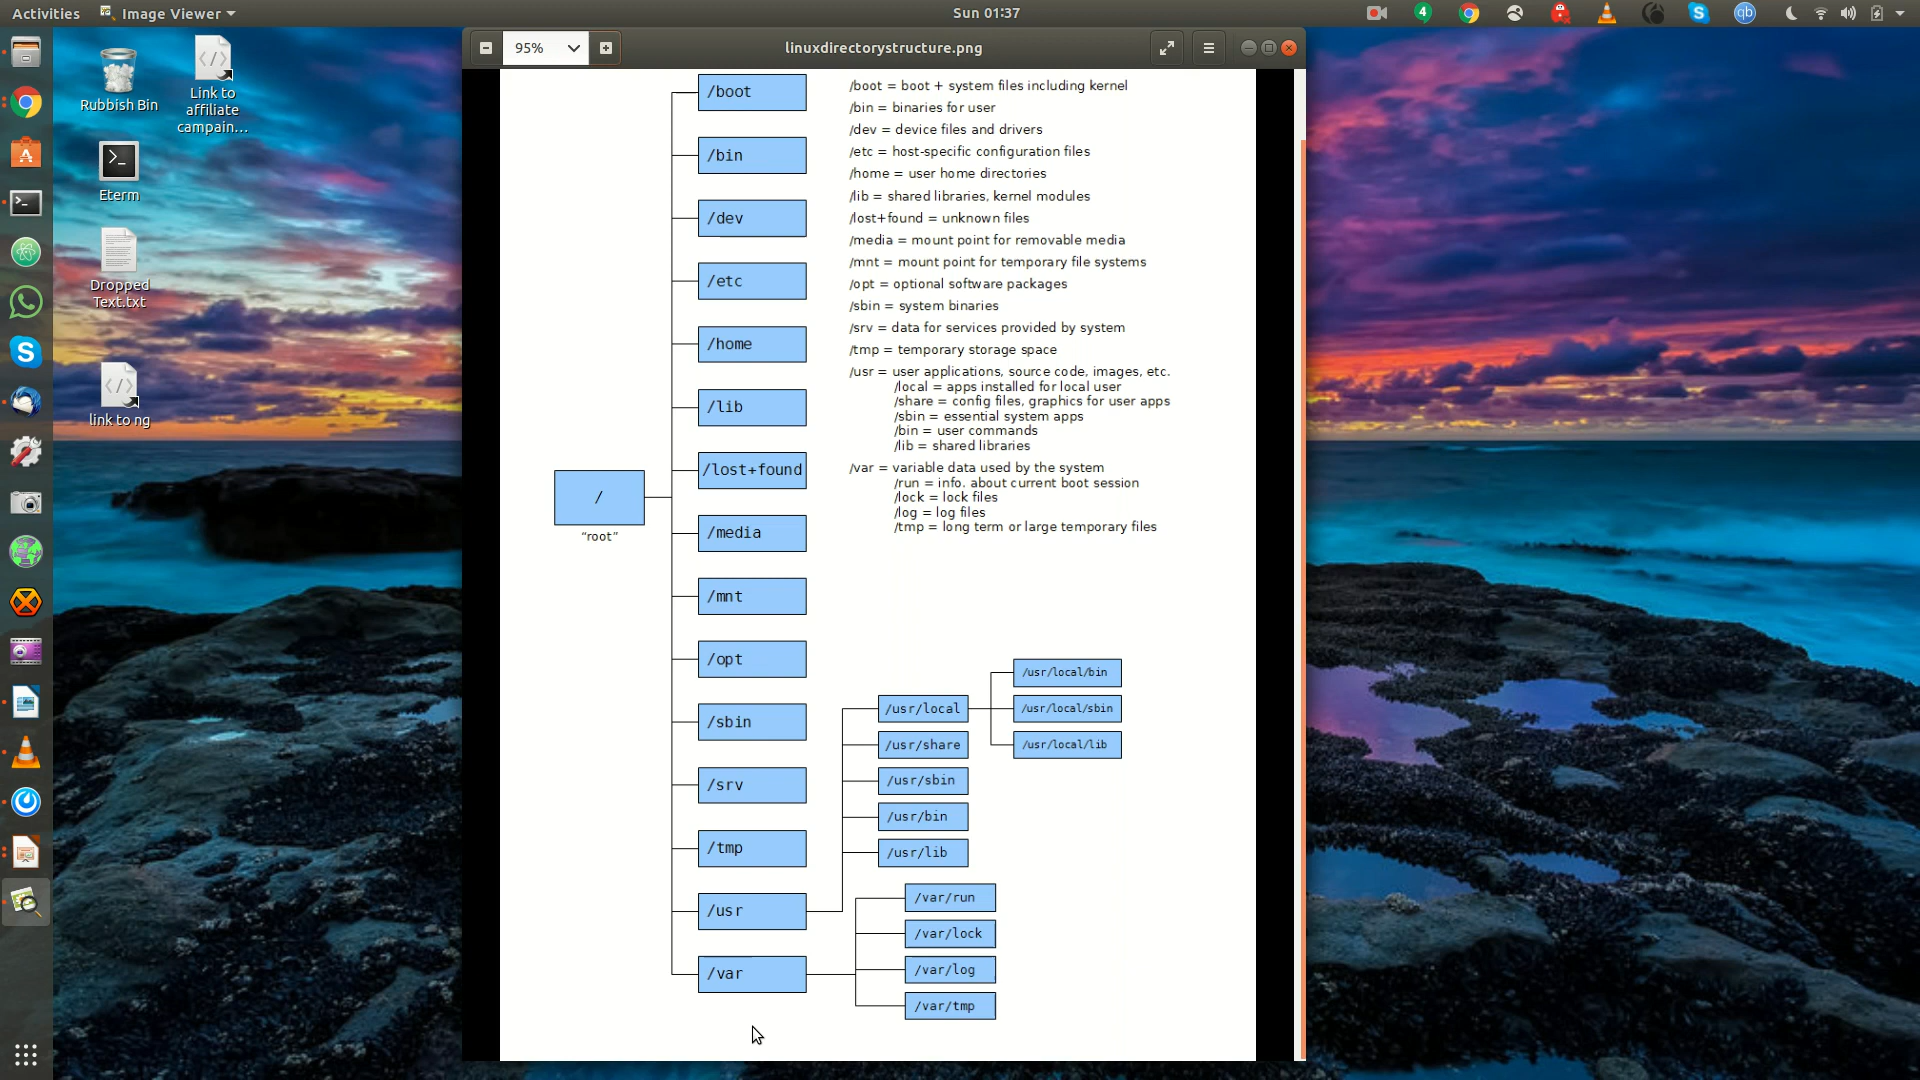 Activities
Image Viewer
Sun 01:37
4
qb
Rubbish Bin
Link to
affiliate
campain...
Eterm
Dropped
Text.txt
link to ng
95%
linuxdirectorystructure.png
/
“root”
/boot
/bin
/dev
/etc
/home
/lib
/lost+found
/media
/mnt
/opt
/sbin
/srv
/tmp
/usr
/var
/boot = boot + system files including kernel
/bin = binaries for user
/dev = device files and drivers
/etc = host-specific configuration files
/home = user home directories
/lib = shared libraries, kernel modules
/lost+found = unknown files
/media = mount point for removable media
/mnt = mount point for temporary file systems
/opt = optional software packages
/sbin = system binaries
/srv = data for services provided by system
/tmp = temporary storage space
/usr = user applications, source code, images, etc.
/local = apps installed for local user
/share = config files, graphics for user apps
/sbin = essential system apps
/bin = user commands
/lib = shared libraries
/var = variable data used by the system
/run = info. about current boot session
/lock = lock files
/log = log files
/tmp = long term or large temporary files
/usr/local
/usr/share
/usr/sbin
/usr/bin
/usr/lib
/usr/local/bin
/usr/local/sbin
/usr/local/lib
/var/run
/var/lock
/var/log
/var/tmp